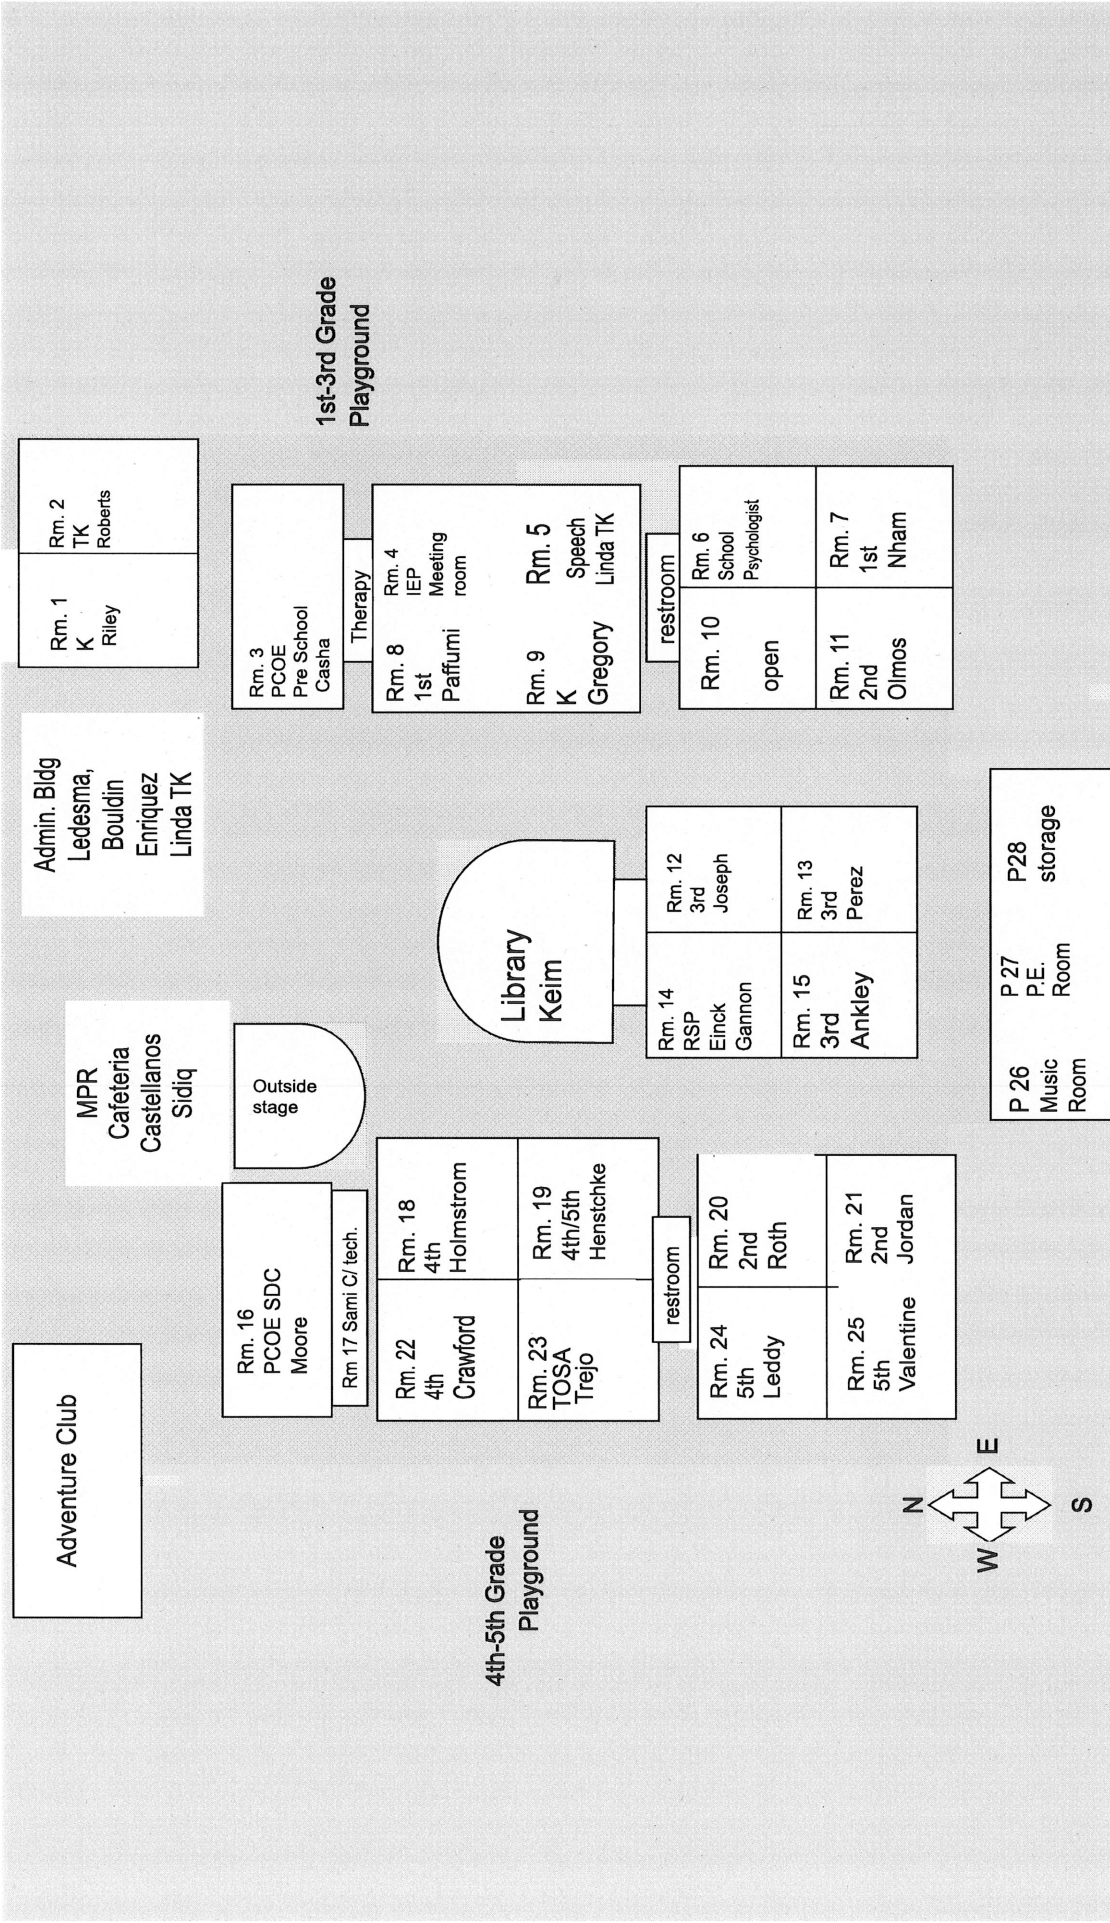 Adventure Club
MPR
Cafeteria
Castellanos
Sidiq
Admin. Bldg
Ledesma,
Bouldin
Enriquez
Linda TK
Rm. 1
K
Riley
Rm. 2
TK
Roberts
Rm. 16
PCOE SDC
Moore
Rm 17 Sami C/ tech.
Outside
stage
Rm. 3
PCOE
Pre School
Casha
Therapy
1st-3rd Grade
Playground
Rm. 22
4th
Crawford
Rm. 18
4th
Holmstrom
Rm. 23
TOSA
Trejo
Rm. 19
4th/5th
Henstchke
Library
Keim
Rm. 8
1st
Paffumi
Rm. 4
IEP
Meeting
room
Rm. 9
K
Gregory
Rm. 5
Speech
Linda TK
4th-5th Grade
Playground
restroom
restroom
Rm. 24
5th
Leddy
Rm. 20
2nd
Roth
Rm. 25
5th
Valentine
Rm. 21
2nd
Jordan
Rm. 14
RSP
Einck
Gannon
Rm. 12
3rd
Joseph
Rm. 15
3rd
Ankley
Rm. 13
3rd
Perez
Rm. 10
open
Rm. 6
School
Psychologist
Rm. 11
2nd
Olmos
Rm. 7
1st
Nham
N
W
E
S
P 26
Music
Room
P 27
P.E.
Room
P28
storage